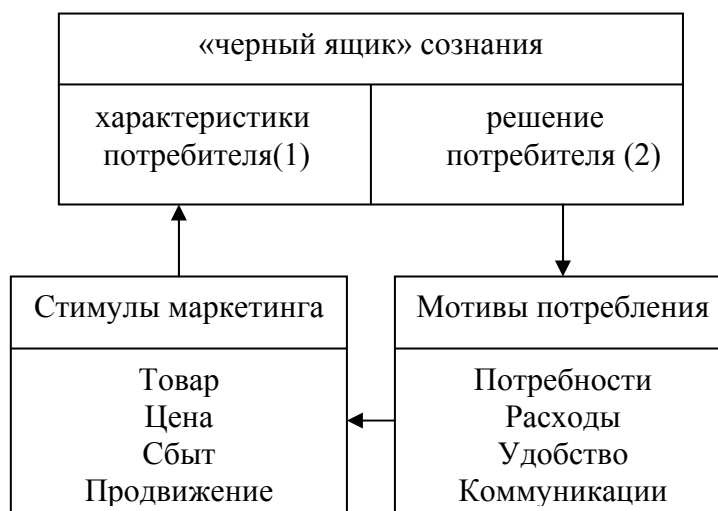 «черный ящик» сознания
характеристики
потребителя(1)
решение
потребителя (2)
Стимулы маркетинга
Товар
Цена
Сбыт
Продвижение
Мотивы потребления
Потребности
Расходы
Удобство
Коммуникации